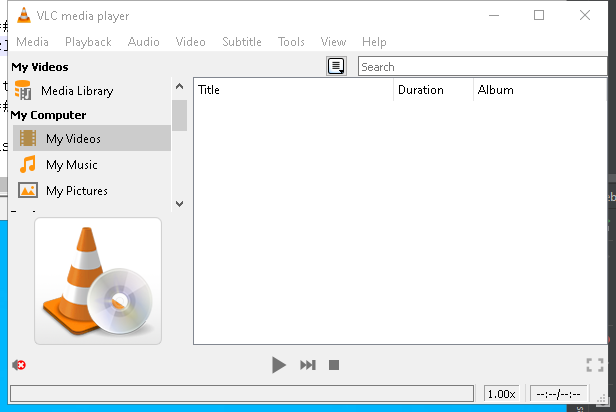 VLC media player
Media Playback Audio Video Subtitle Tools View Help
My Videos
Search
Media Library
My Computer
My Videos
My Music
My Pictures
Title Duration Album
1.00x
--:--/--:--